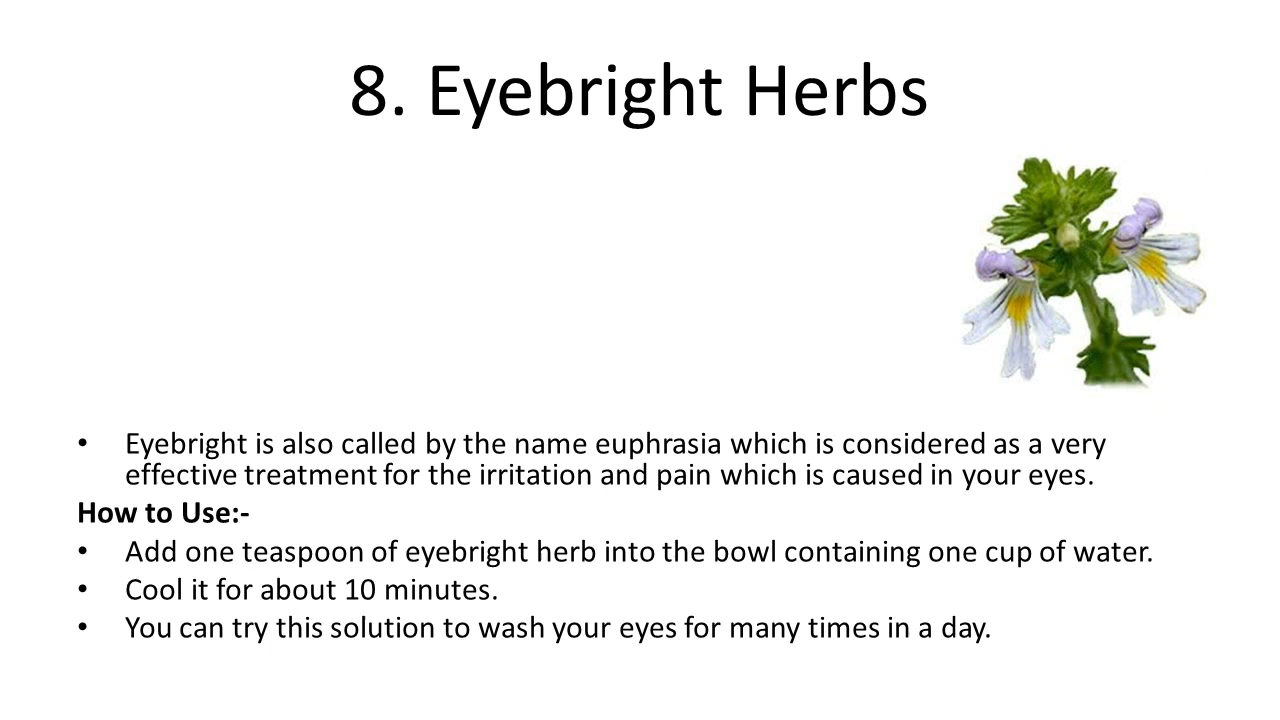 8. Eyebright Herbs
• Eyebright is also called by the name euphrasia which is considered as a very
effective treatment for the irritation and pain which is caused in your eyes.
How to Use:-
• Add one teaspoon of eyebright herb into the bowl containing one cup of water.
• Cool it for about 10 minutes.
• You can try this solution to wash your eyes for many times in a day.